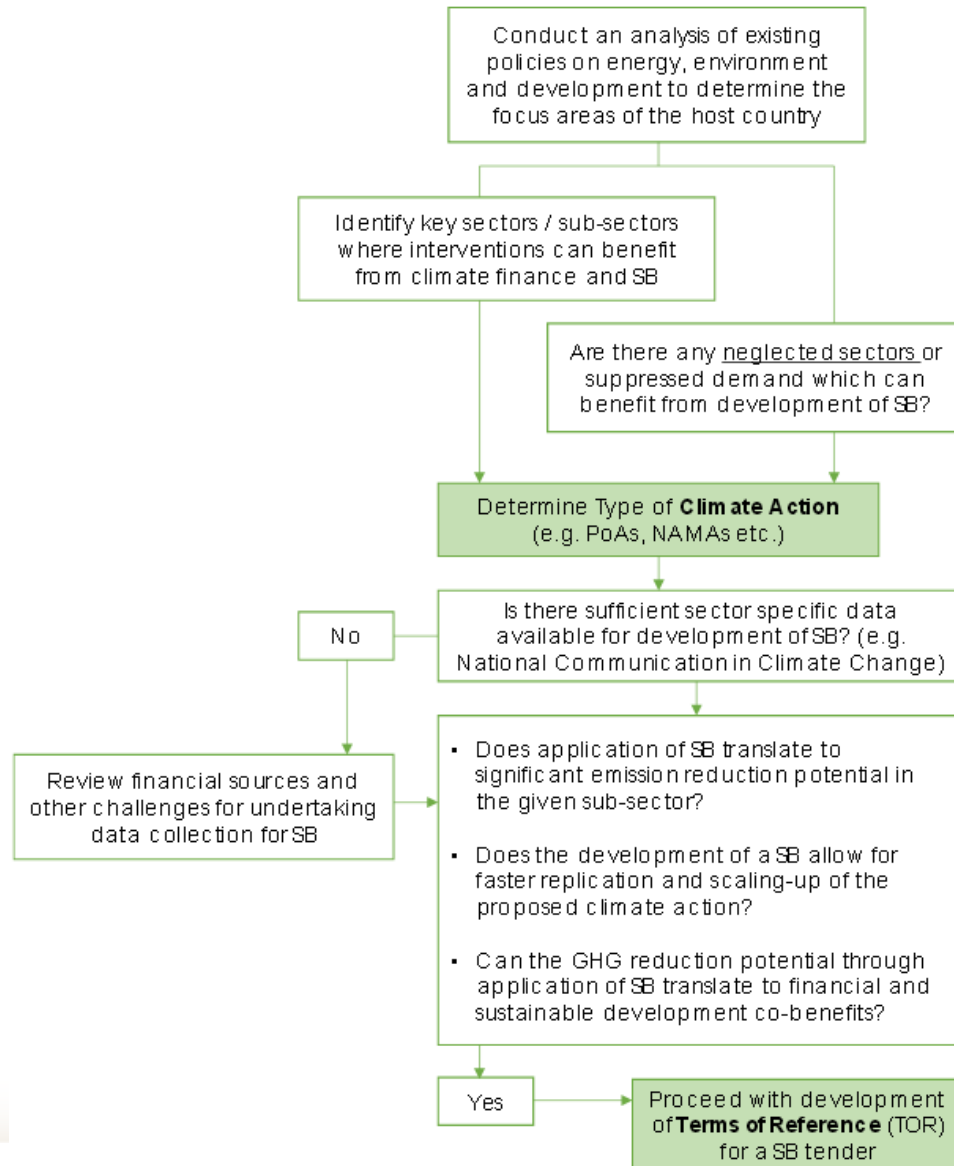 Conduct an analysis of existing
policies on energy, environment
and development to determine the
focus areas of the host country
Identify key sectors / sub-sectors
where interventions can benefit
from climate finance and SB
Are there any neglected sectors or
suppressed demand which can
benefit from development of SB?
Determine Type of Climate Action
(e.g. PoAs, NAMAs etc.)
Is there sufficient sector specific data
available for development of SB? (e.g.
National Communication in Climate Change)
No
Review financial sources and
other challenges for undertaking
data collection for SB
▪ Does application of SB translate to
significant emission reduction potential in
the given sub-sector?
▪ Does the development of a SB allow for
faster replication and scaling-up of the
proposed climate action?
▪ Can the GHG reduction potential through
application of SB translate to financial and
sustainable development co-benefits?
Yes
Proceed with development
of Terms of Reference (TOR)
for a SB tender